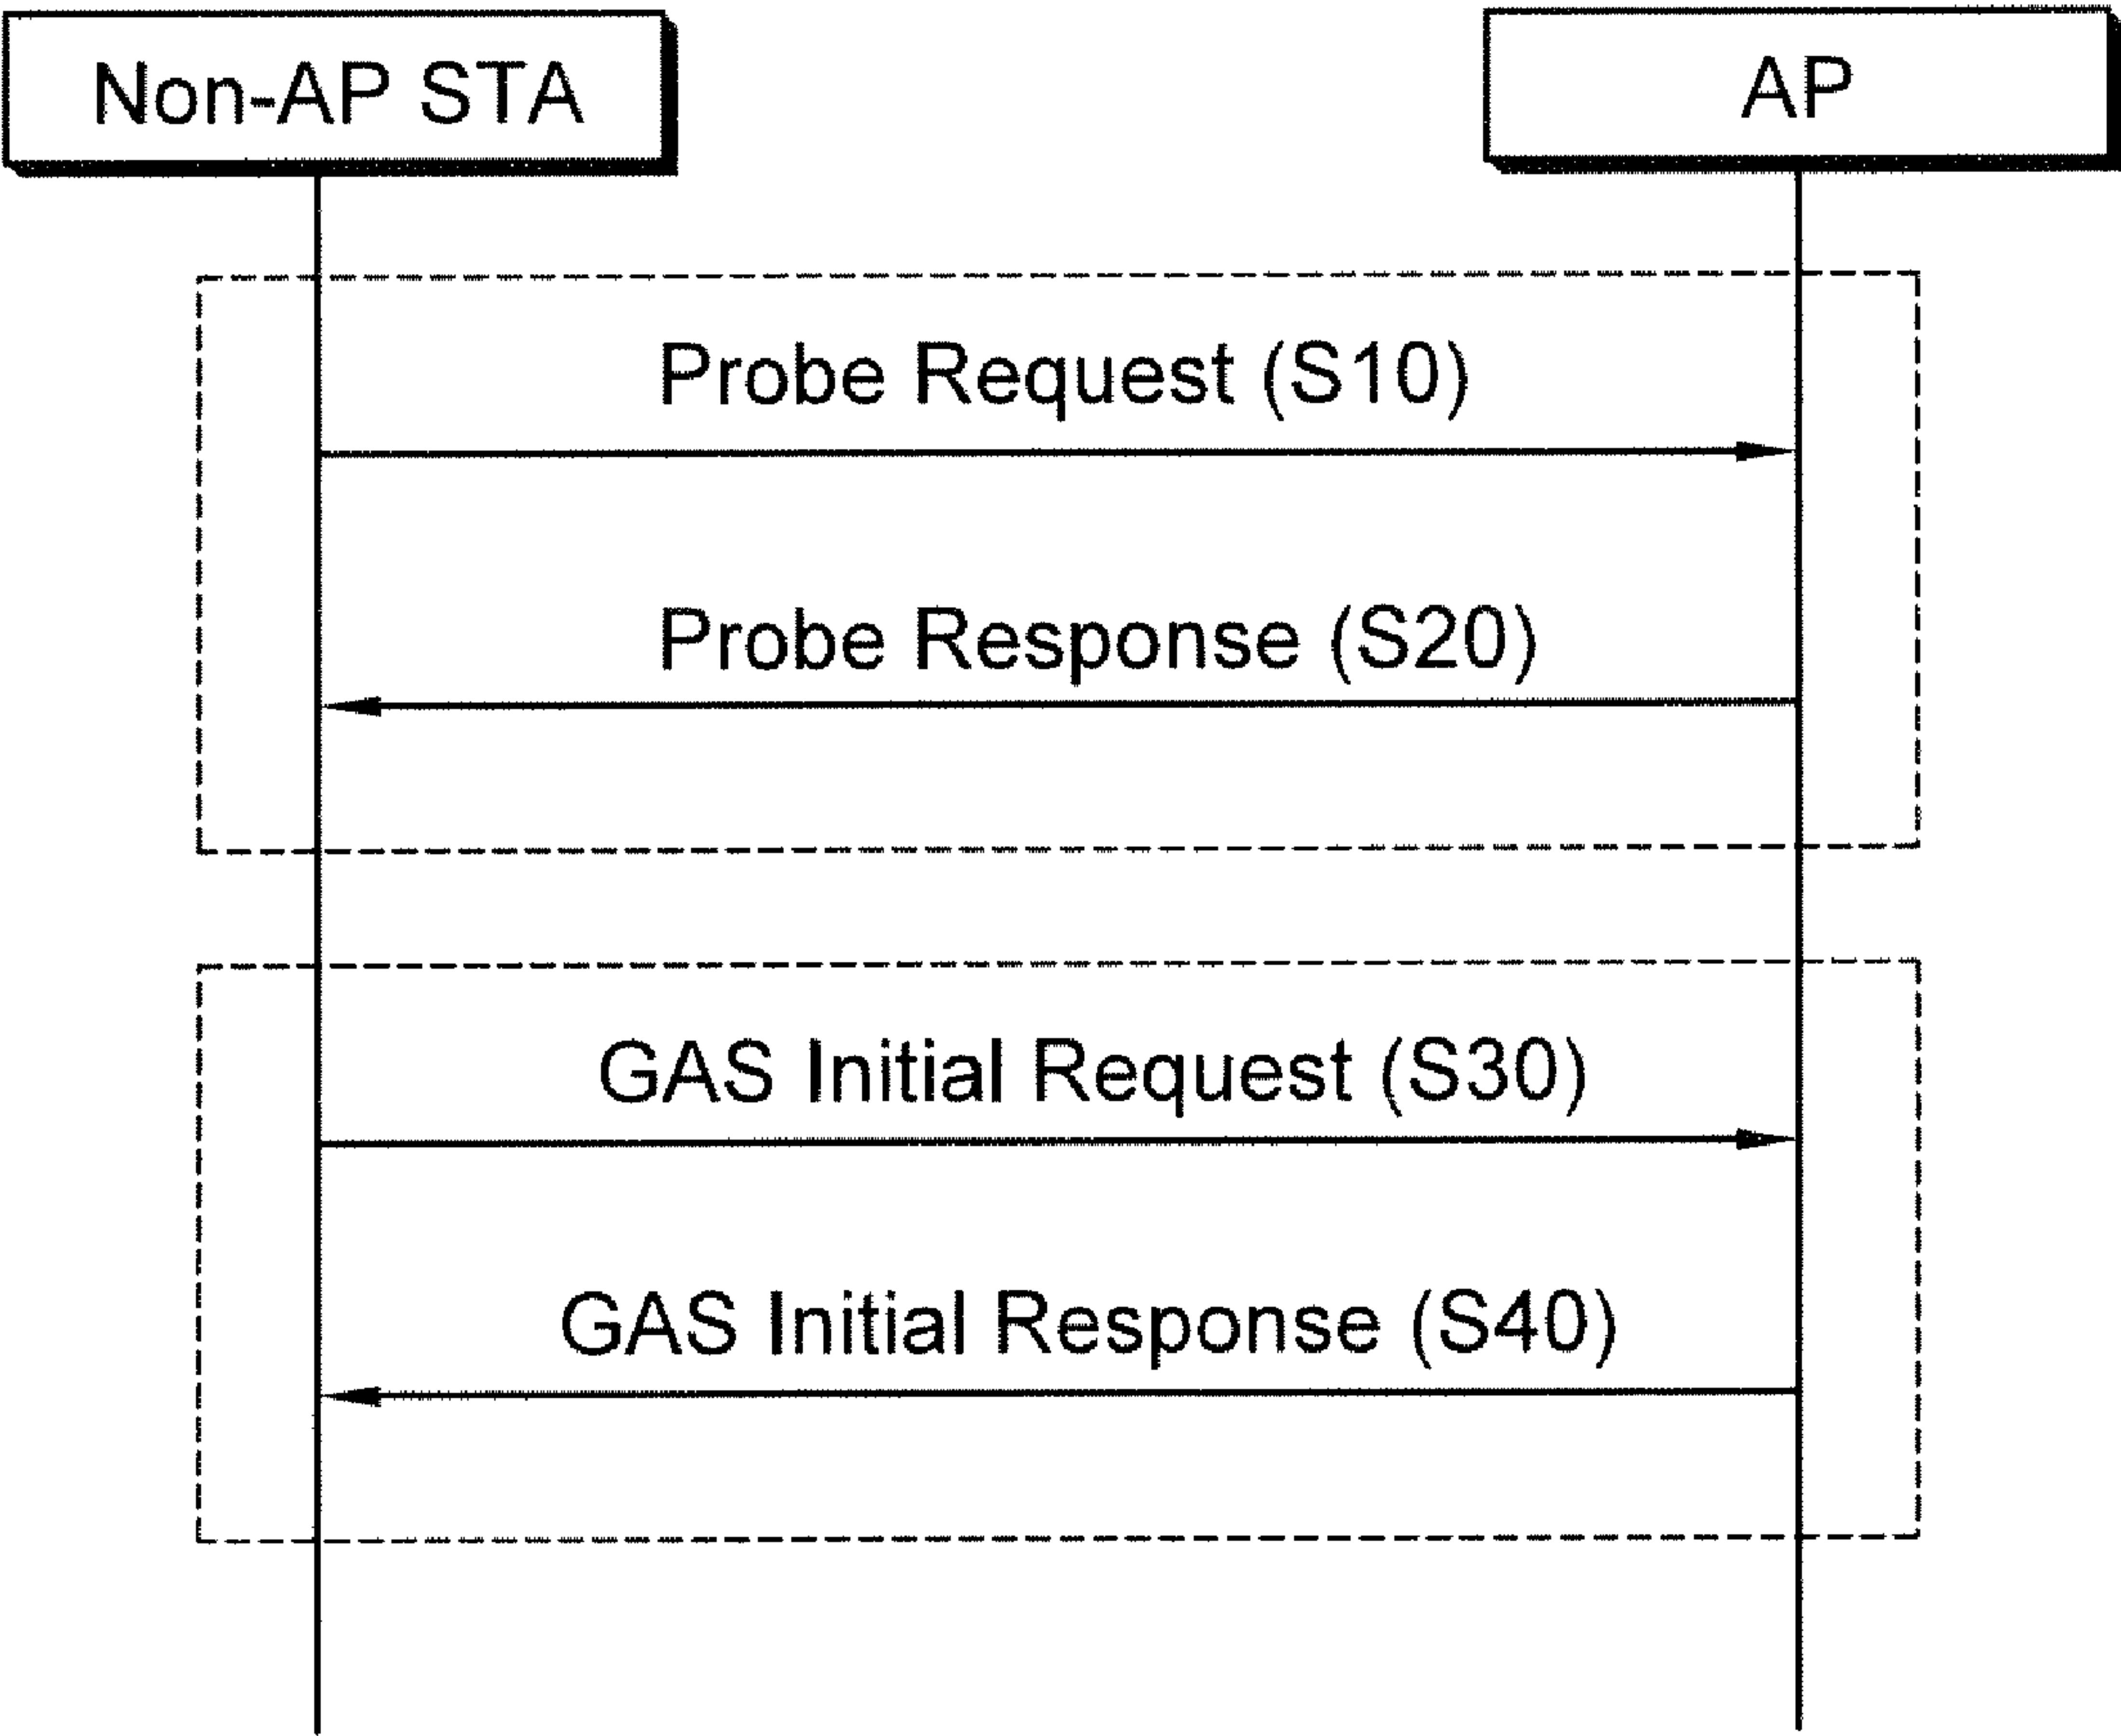 Non-AP STA
AP
Probe Request (S10)
Probe Response (S20)
GAS Initial Request (S30)
GAS Initial Response (S40)